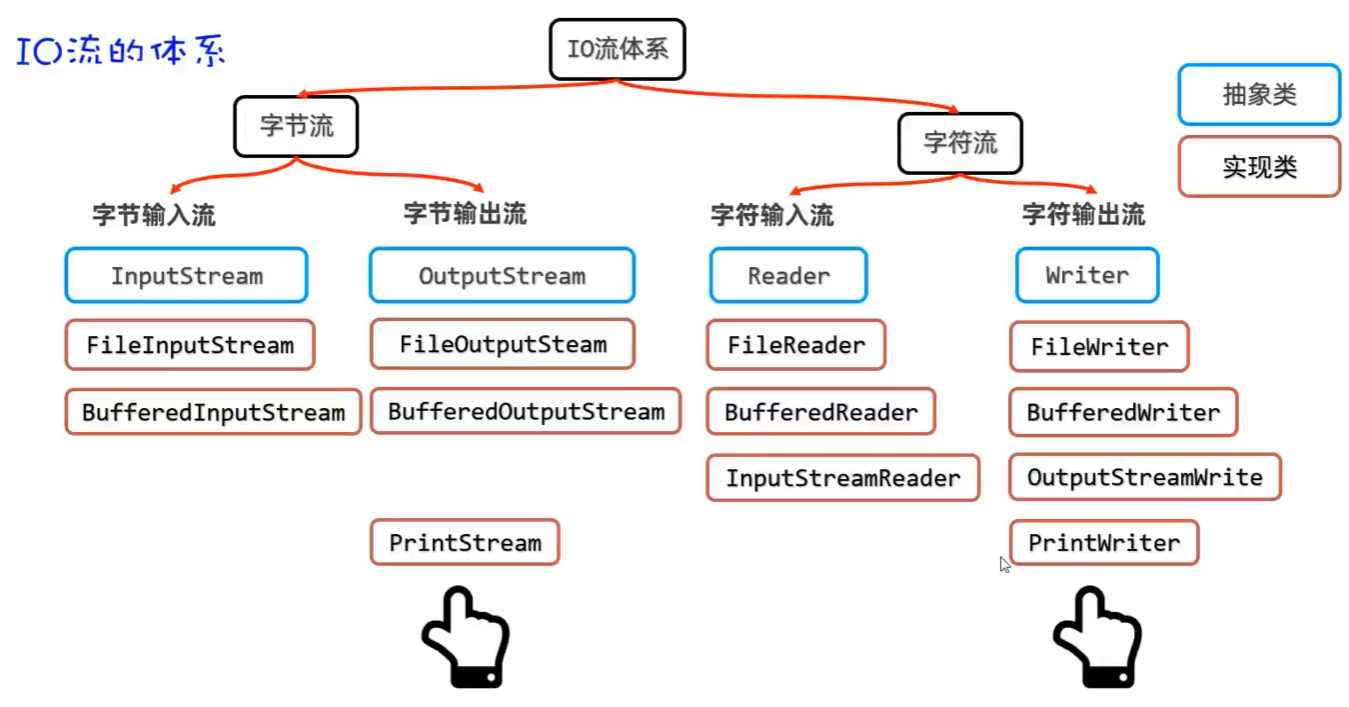 IO流的体系
IO流体系
抽象类
字节流
字符流
实现类
字节输入流
字节输出流
字符输入流
字符输出流
InputStream
OutputStream
Reader
Writer
FileInputStream
FileOutputSteam
FileReader
FileWriter
BufferedInputStream
BufferedOutputStream
BufferedReader
BufferedWriter
InputStreamReader
OutputStreamWrite
PrintStream
PrintWriter